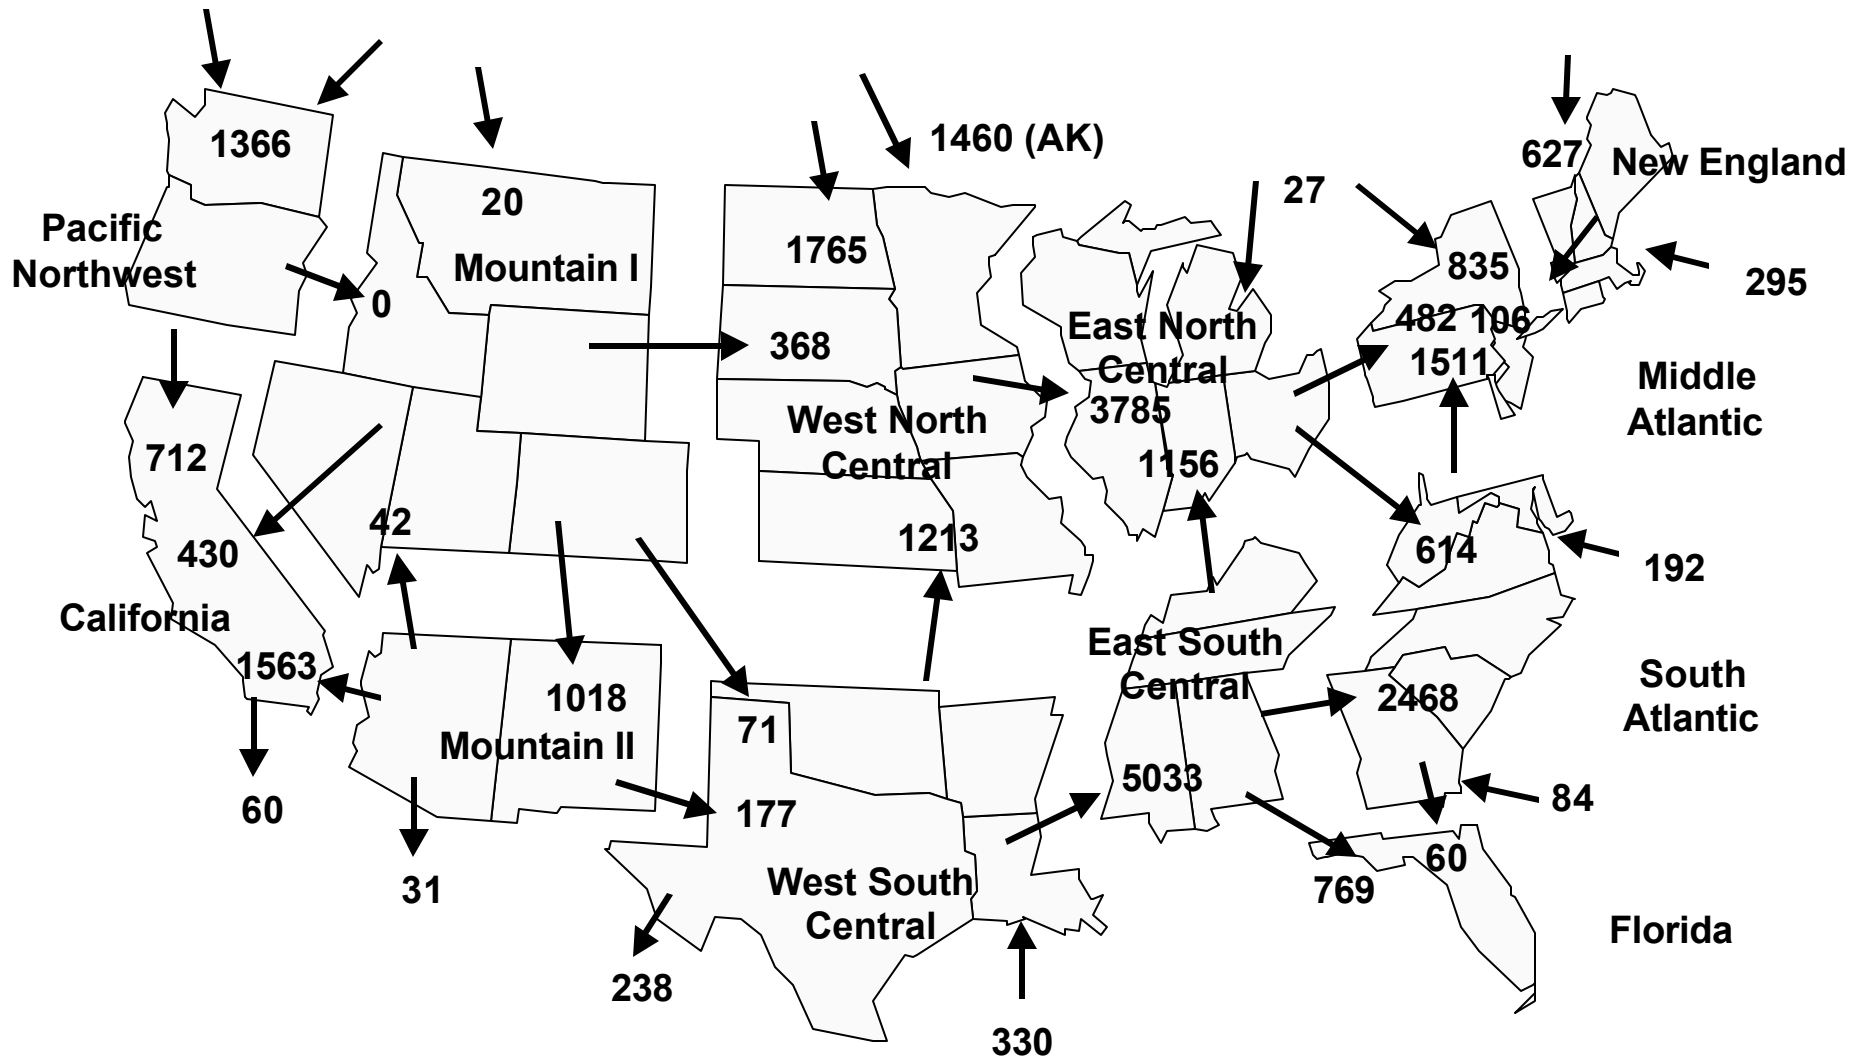 1460 (AK)
1366
627
New England
27
20
Pacific
Northwest
1765
835
Mountain I
295
0
368
East North
Central
482
106
1511
Middle
Atlantic
3785
West North
Central
712
1156
42
430
1213
614
192
California
East South
Central
1563
1018
2468
South
Atlantic
71
Mountain II
5033
60
177
84
31
West South
Central
60
769
Florida
238
330